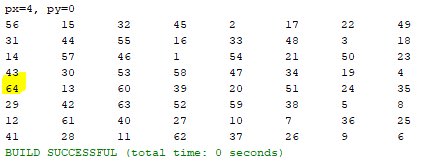 px=4, py=0
56 15 32 45 2 17 22 49
31 44 55 16 33 48 3 18
14 57 46 1 54 21 50 23
43 30 53 58 47 34 19 4
64 13 60 39 20 51 24 35
29 42 63 52 59 38 5 8
12 61 40 27 10 7 36 25
41 28 11 62 37 26 9 6
BUILD SUCCESSFUL (total time: 0 seconds)